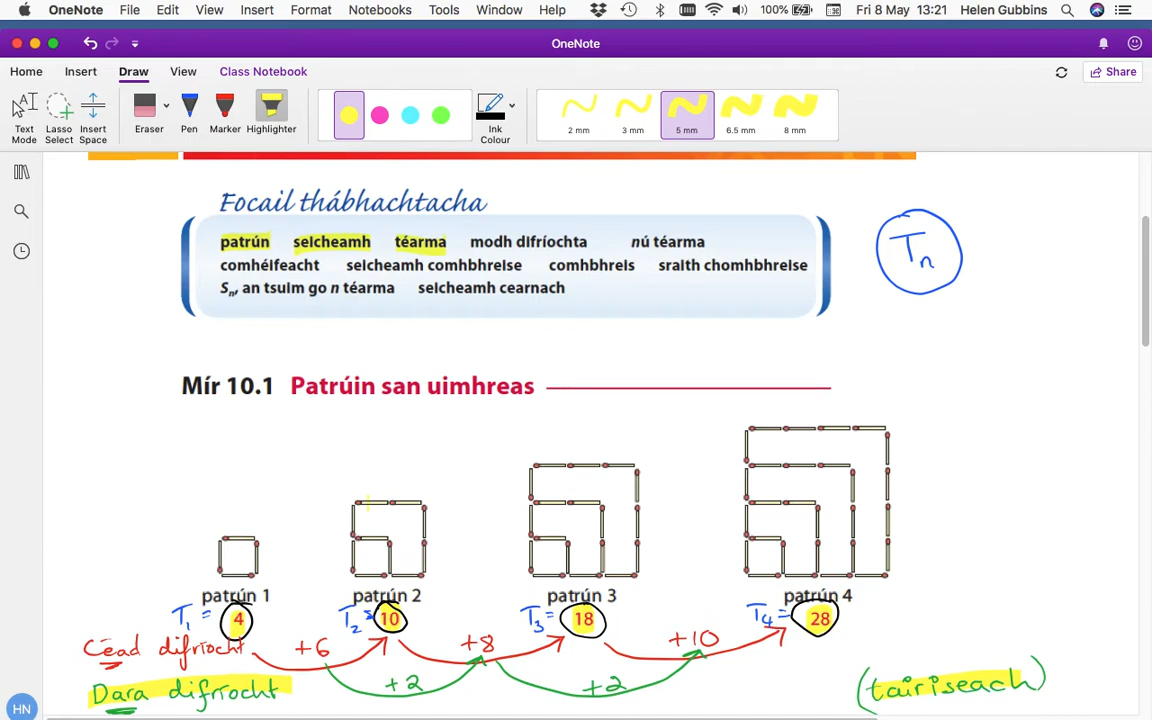 OneNote File Edit View Insert Format Notebooks Tools Window Help 100% Fri 8 May 13:21 Helen Gubbins
OneNote
Home Insert Draw View Class Notebook Share
Text Mode Lasso Select Insert Space Eraser Pen Marker Highlighter Ink Colour 2 mm 3 mm 5 mm 6.5 mm 8 mm
Focail thábhachtacha
patrún seicheamh téarma modh difríochta nú téarma
comhéifeacht seicheamh comhbhreise comhbhreis sraith chomhbhreise
Sn, an tsuim go n téarma seicheamh cearnach
Tn
Mír 10.1 Patrúin san uimhreas
patrún 1 patrún 2 patrún 3 patrún 4
T1 = 4 T2 = 10 T3 = 18 T4 = 28
Céad difríocht +6 +8 +10
Dara difríocht +2 +2 (tairiseach)
HN